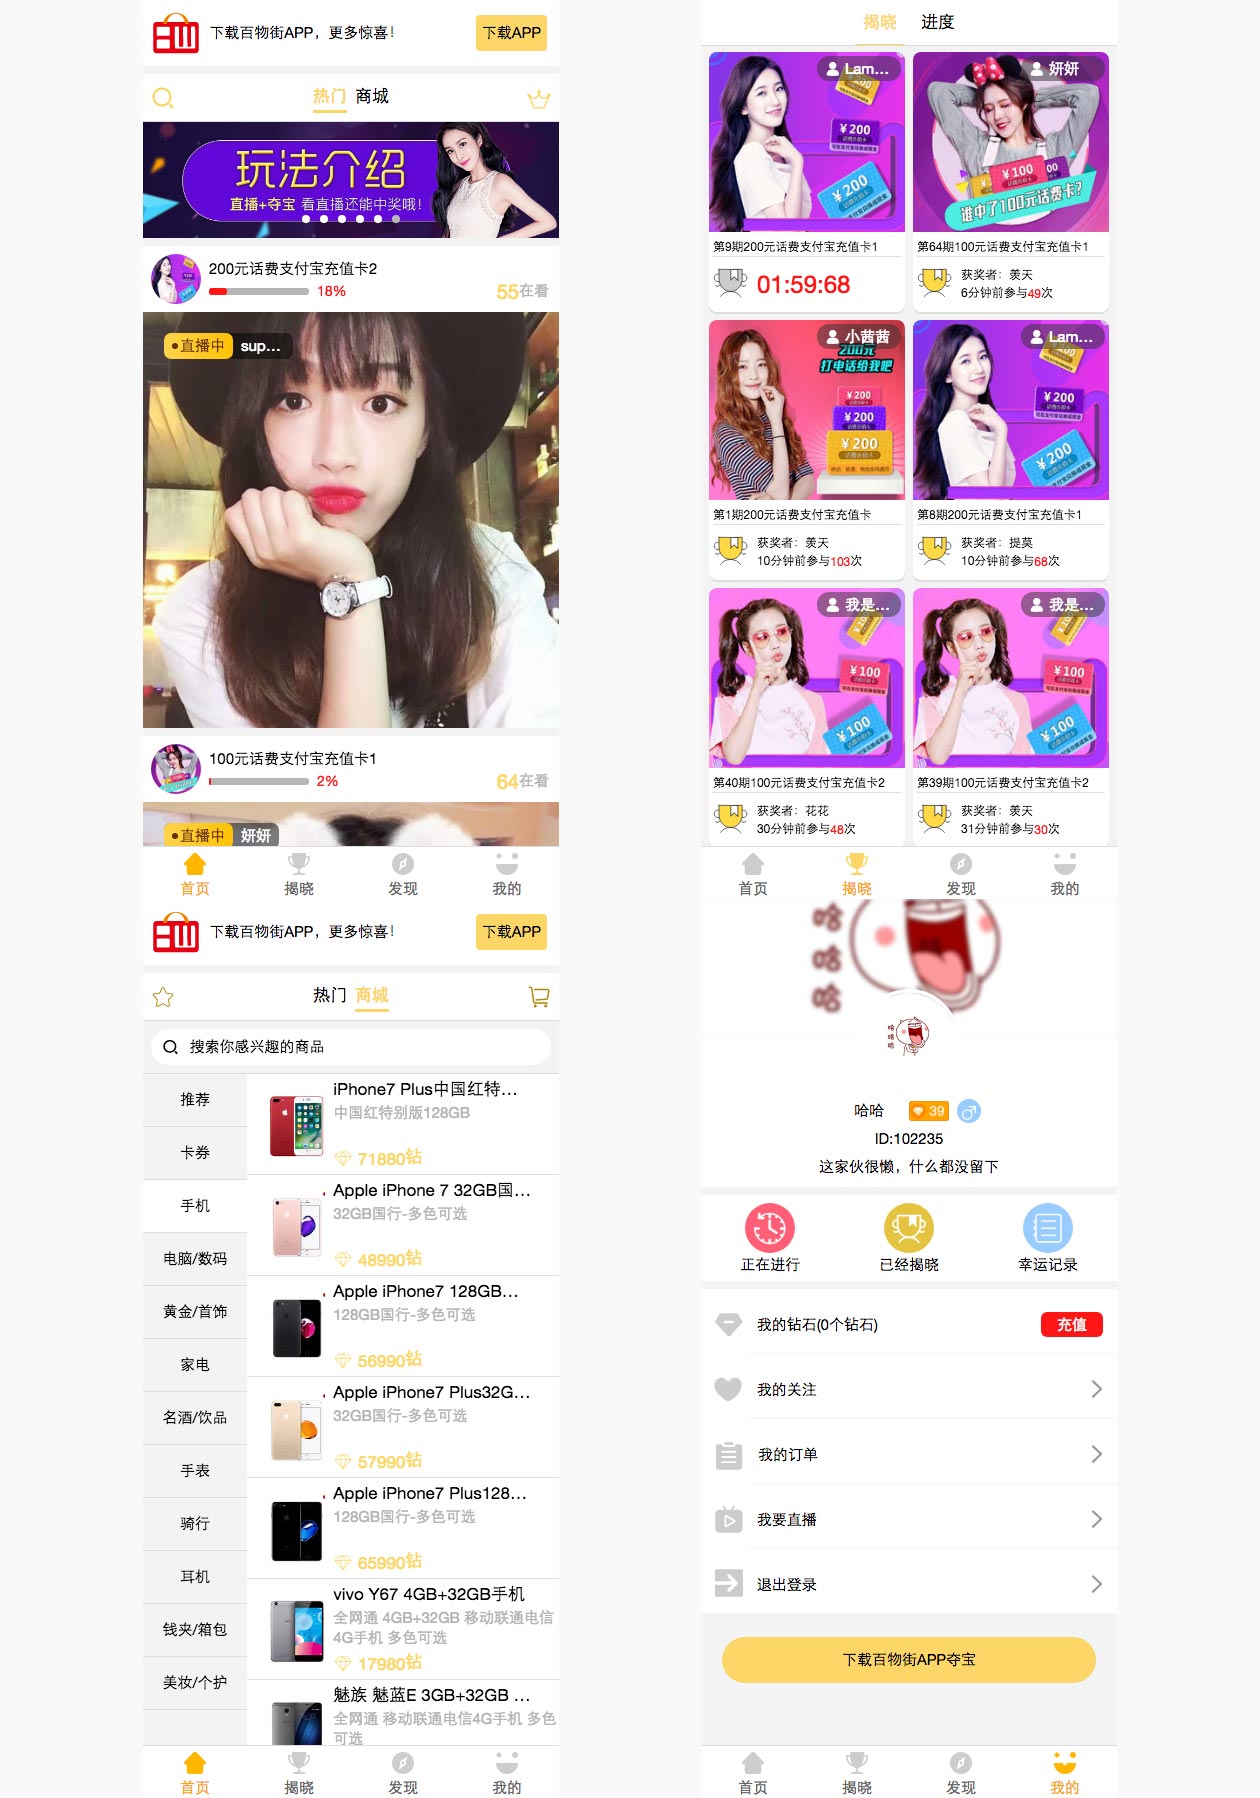 下载百物街APP，更多惊喜！
下载APP
热门 商城
玩法介绍
直播+夺宝 看直播还能中奖哦！
200元话费支付宝充值卡2
18%
55在看
直播中 sup...
100元话费支付宝充值卡1
2%
64在看
直播中 妍妍
首页 揭晓 发现 我的
揭晓 进度
Lam...
¥200
¥200
第9期200元话费支付宝充值卡1
01:59:68
妍妍
¥100
谁中了100元话费卡?
第64期100元话费支付宝充值卡1
获奖者：羡天
6分钟前参与49次
小茜茜
200元
打电话给我吧
¥200
¥200
¥200
第1期200元话费支付宝充值卡
获奖者：羡天
10分钟前参与103次
Lam...
¥200
¥200
第8期200元话费支付宝充值卡1
获奖者：提莫
10分钟前参与68次
我是...
¥100
¥100
第40期100元话费支付宝充值卡2
获奖者：花花
30分钟前参与48次
我是...
¥100
¥100
第39期100元话费支付宝充值卡2
获奖者：羡天
31分钟前参与30次
首页 揭晓 发现 我的
下载百物街APP，更多惊喜！
下载APP
热门 商城
搜索你感兴趣的商品
推荐
卡券
手机
电脑/数码
黄金/首饰
家电
名酒/饮品
手表
骑行
耳机
钱夹/箱包
美妆/个护
iPhone7 Plus中国红特...
中国红特别版128GB
71880钻
Apple iPhone 7 32GB国...
32GB国行-多色可选
48990钻
Apple iPhone7 128GB...
128GB国行-多色可选
56990钻
Apple iPhone7 Plus32G...
32GB国行-多色可选
57990钻
Apple iPhone7 Plus128...
128GB国行-多色可选
65990钻
vivo Y67 4GB+32GB手机
全网通 4GB+32GB 移动联通电信
4G手机 多色可选
17980钻
魅族 魅蓝E 3GB+32GB ...
全网通 移动联通电信4G手机 多色
可选
首页 揭晓 发现 我的
哈
哈
哈
哈
哈
哈
哈哈 39
ID:102235
这家伙很懒，什么都没留下
正在进行 已经揭晓 幸运记录
我的钻石(0个钻石)
充值
我的关注
我的订单
我要直播
退出登录
下载百物街APP夺宝
首页 揭晓 发现 我的